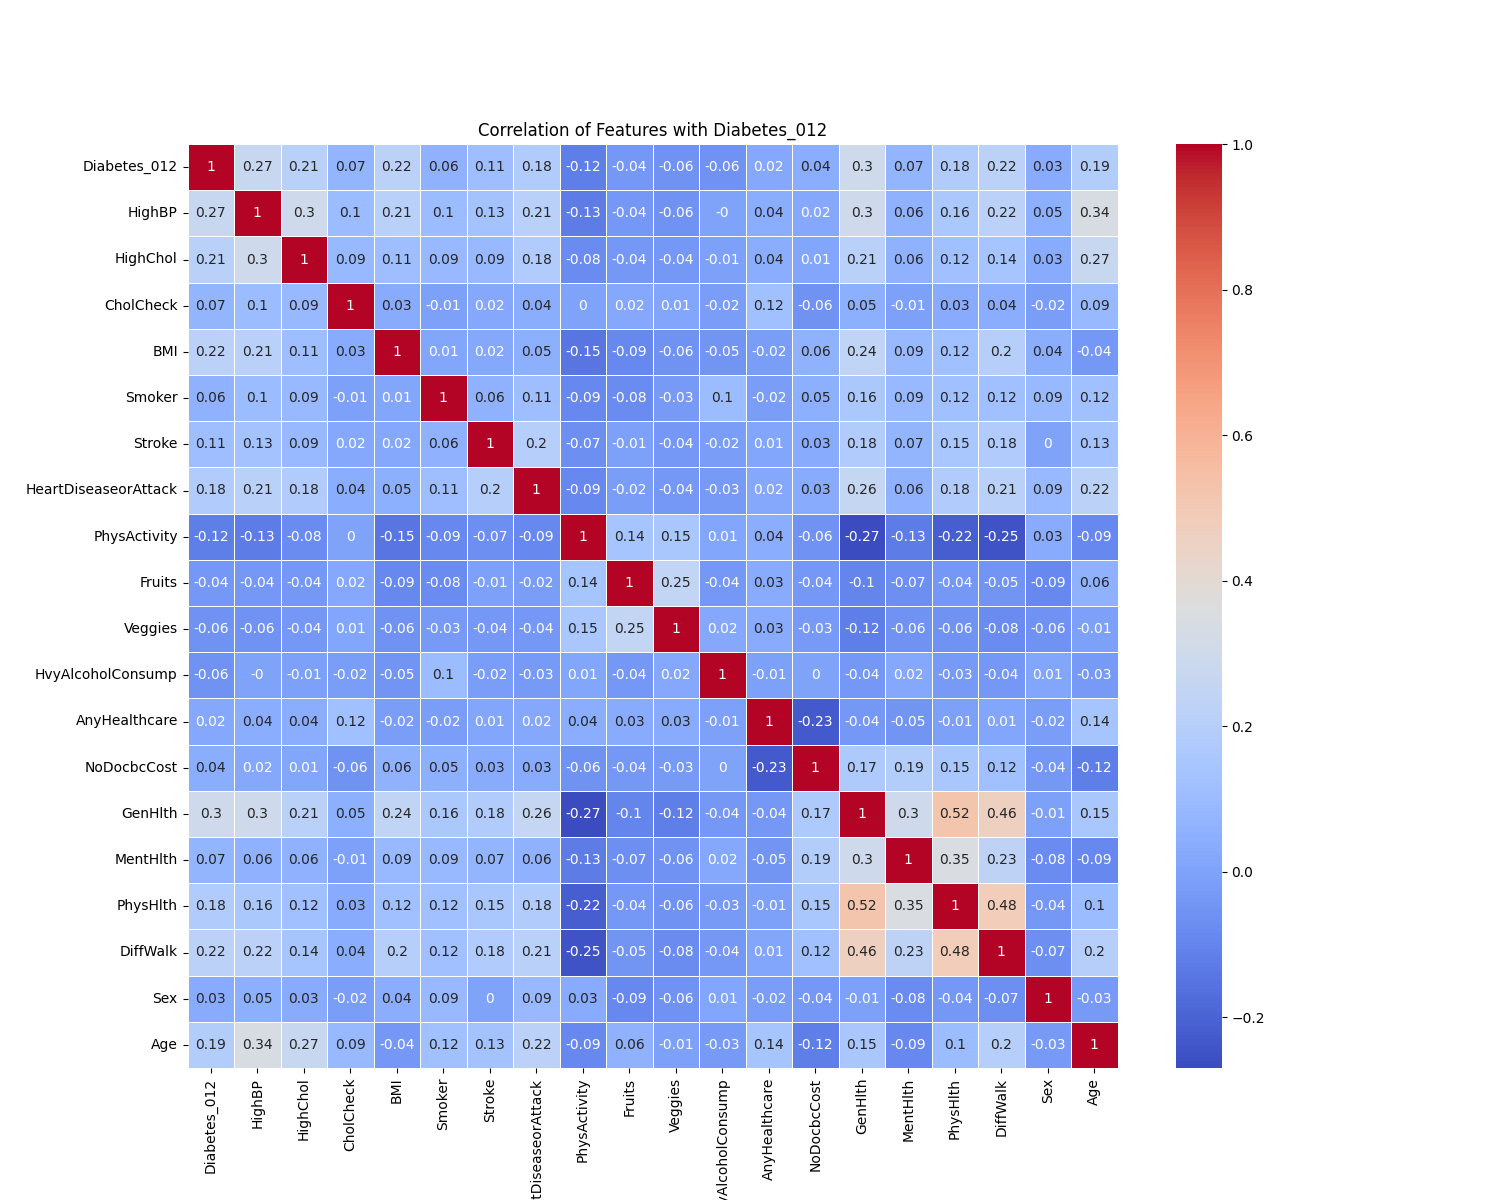 Correlation of Features with Diabetes_012
Diabetes_012 1 0.27 0.21 0.07 0.22 0.06 0.11 0.18 -0.12 -0.04 -0.06 -0.06 0.02 0.04 0.3 0.07 0.18 0.22 0.03 0.19
HighBP 0.27 1 0.3 0.1 0.21 0.1 0.13 0.21 -0.13 -0.04 -0.06 -0 0.04 0.02 0.3 0.06 0.16 0.22 0.05 0.34
HighChol 0.21 0.3 1 0.09 0.11 0.09 0.09 0.18 -0.08 -0.04 -0.04 -0.01 0.04 0.01 0.21 0.06 0.12 0.14 0.03 0.27
CholCheck 0.07 0.1 0.09 1 0.03 -0.01 0.02 0.04 0 0.02 0.01 -0.02 0.12 -0.06 0.05 -0.01 0.03 0.04 -0.02 0.09
BMI 0.22 0.21 0.11 0.03 1 0.01 0.02 0.05 -0.15 -0.09 -0.06 -0.05 -0.02 0.06 0.24 0.09 0.12 0.2 0.04 -0.04
Smoker 0.06 0.1 0.09 -0.01 0.01 1 0.06 0.11 -0.09 -0.08 -0.03 0.1 -0.02 0.05 0.16 0.09 0.12 0.12 0.09 0.12
Stroke 0.11 0.13 0.09 0.02 0.02 0.06 1 0.2 -0.07 -0.01 -0.04 -0.02 0.01 0.03 0.18 0.07 0.15 0.18 0 0.13
HeartDiseaseorAttack 0.18 0.21 0.18 0.04 0.05 0.11 0.2 1 -0.09 -0.02 -0.04 -0.03 0.02 0.03 0.26 0.06 0.18 0.21 0.09 0.22
PhysActivity -0.12 -0.13 -0.08 0 -0.15 -0.09 -0.07 -0.09 1 0.14 0.15 0.01 0.04 -0.06 -0.27 -0.13 -0.22 -0.25 0.03 -0.09
Fruits -0.04 -0.04 -0.04 0.02 -0.09 -0.08 -0.01 -0.02 0.14 1 0.25 -0.04 0.03 -0.04 -0.1 -0.07 -0.04 -0.05 -0.09 0.06
Veggies -0.06 -0.06 -0.04 0.01 -0.06 -0.03 -0.04 -0.04 0.15 0.25 1 0.02 0.03 -0.03 -0.12 -0.06 -0.06 -0.08 -0.06 -0.01
HvyAlcoholConsump -0.06 -0 -0.01 -0.02 -0.05 0.1 -0.02 -0.03 0.01 -0.04 0.02 1 -0.01 0 -0.04 0.02 -0.03 -0.04 0.01 -0.03
AnyHealthcare 0.02 0.04 0.04 0.12 -0.02 -0.02 0.01 0.02 0.04 0.03 0.03 -0.01 1 -0.23 -0.04 -0.05 -0.01 0.01 -0.02 0.14
NoDocbcCost 0.04 0.02 0.01 -0.06 0.06 0.05 0.03 0.03 -0.06 -0.04 -0.03 0 -0.23 1 0.17 0.19 0.15 0.12 -0.04 -0.12
GenHlth 0.3 0.3 0.21 0.05 0.24 0.16 0.18 0.26 -0.27 -0.1 -0.12 -0.04 -0.04 0.17 1 0.3 0.52 0.46 -0.01 0.15
MentHlth 0.07 0.06 0.06 -0.01 0.09 0.09 0.07 0.06 -0.13 -0.07 -0.06 0.02 -0.05 0.19 0.3 1 0.35 0.23 -0.08 -0.09
PhysHlth 0.18 0.16 0.12 0.03 0.12 0.12 0.15 0.18 -0.22 -0.04 -0.06 -0.03 -0.01 0.15 0.52 0.35 1 0.48 -0.04 0.1
DiffWalk 0.22 0.22 0.14 0.04 0.2 0.12 0.18 0.21 -0.25 -0.05 -0.08 -0.04 0.01 0.12 0.46 0.23 0.48 1 -0.07 0.2
Sex 0.03 0.05 0.03 -0.02 0.04 0.09 0 0.09 0.03 -0.09 -0.06 0.01 -0.02 -0.04 -0.01 -0.08 -0.04 -0.07 1 -0.03
Age 0.19 0.34 0.27 0.09 -0.04 0.12 0.13 0.22 -0.09 0.06 -0.01 -0.03 0.14 -0.12 0.15 -0.09 0.1 0.2 -0.03 1
Diabetes_012
HighBP
HighChol
CholCheck
BMI
Smoker
Stroke
tDiseaseorAttack
PhysActivity
Fruits
Veggies
yAlcoholConsump
AnyHealthcare
NoDocbcCost
GenHlth
MentHlth
PhysHlth
DiffWalk
Sex
Age
1.0
0.8
0.6
0.4
0.2
0.0
−0.2